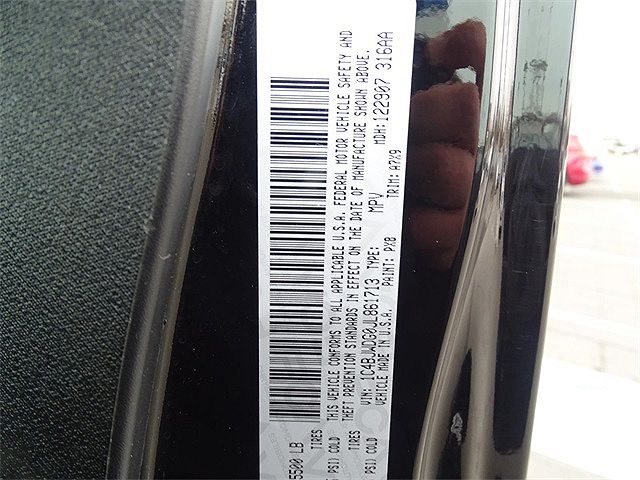 THIS VEHICLE CONFORMS TO ALL APPLICABLE U.S.A. FEDERAL MOTOR VEHICLE SAFETY AND
THEFT PREVENTION STANDARDS IN EFFECT ON THE DATE OF MANUFACTURE SHOWN ABOVE.
VIN: 1C4BJWDG0JL861713 TYPE: MPV MDH: 122907 316AA
VEHICLE MADE IN U.S.A. PAINT: PX8 TRIM: A7X9
5500 LB
TIRES
PSI) COLD
TIRES
PSI) COLD